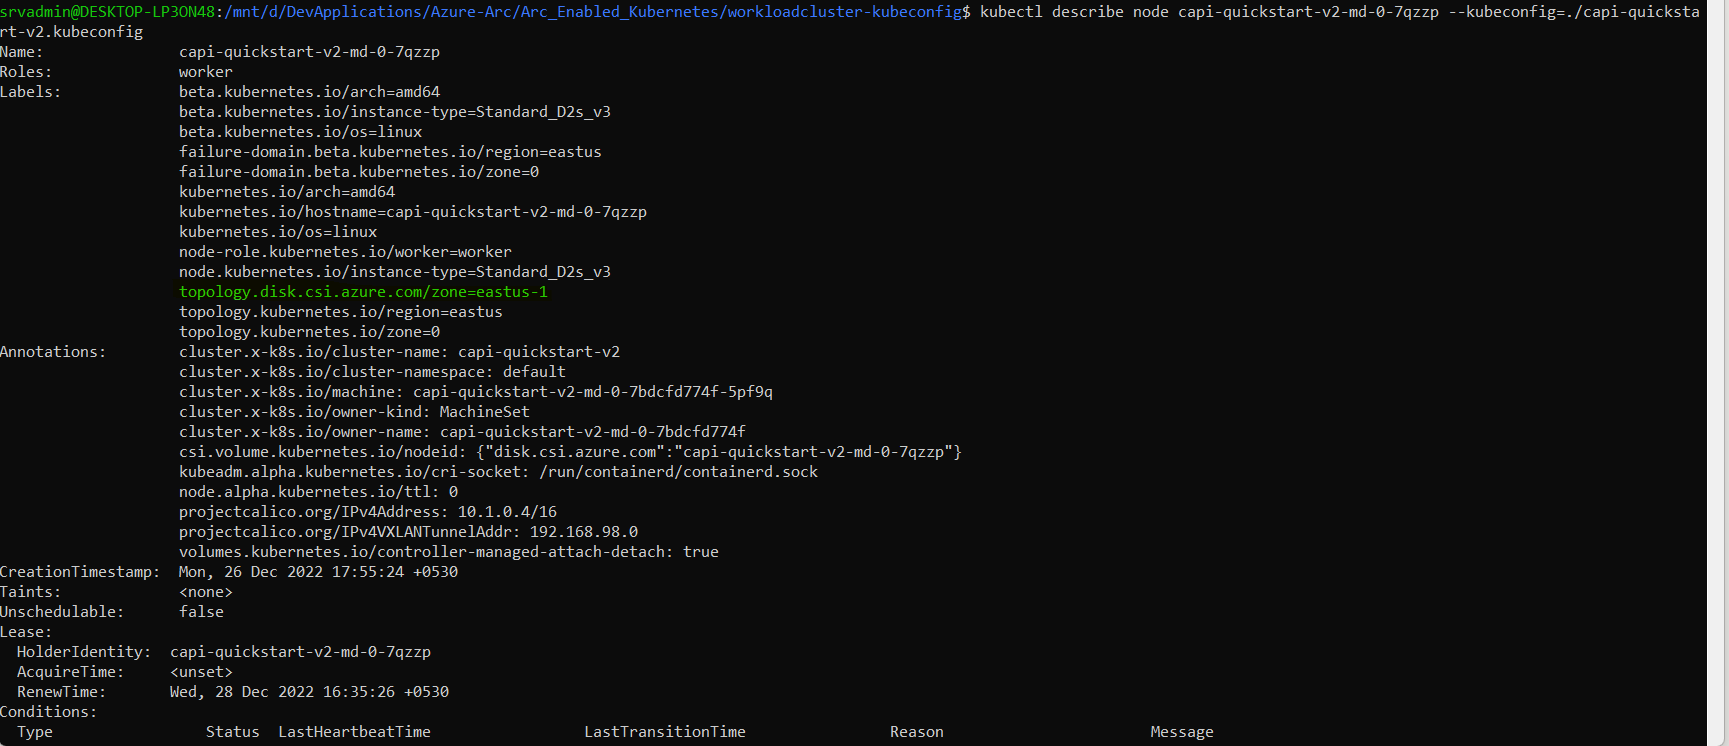 srvadmin@DESKTOP-LP3ON48:/mnt/d/DevApplications/Azure-Arc/Arc_Enabled_Kubernetes/workloadcluster-kubeconfig$ kubectl describe node capi-quickstart-v2-md-0-7qzzp --kubeconfig=./capi-quicksta
rt-v2.kubeconfig
Name:               capi-quickstart-v2-md-0-7qzzp
Roles:              worker
Labels:             beta.kubernetes.io/arch=amd64
                    beta.kubernetes.io/instance-type=Standard_D2s_v3
                    beta.kubernetes.io/os=linux
                    failure-domain.beta.kubernetes.io/region=eastus
                    failure-domain.beta.kubernetes.io/zone=0
                    kubernetes.io/arch=amd64
                    kubernetes.io/hostname=capi-quickstart-v2-md-0-7qzzp
                    kubernetes.io/os=linux
                    node-role.kubernetes.io/worker=worker
                    node.kubernetes.io/instance-type=Standard_D2s_v3
                    topology.disk.csi.azure.com/zone=eastus-1
                    topology.kubernetes.io/region=eastus
                    topology.kubernetes.io/zone=0
Annotations:        cluster.x-k8s.io/cluster-name: capi-quickstart-v2
                    cluster.x-k8s.io/cluster-namespace: default
                    cluster.x-k8s.io/machine: capi-quickstart-v2-md-0-7bdcfd774f-5pf9q
                    cluster.x-k8s.io/owner-kind: MachineSet
                    cluster.x-k8s.io/owner-name: capi-quickstart-v2-md-0-7bdcfd774f
                    csi.volume.kubernetes.io/nodeid: {"disk.csi.azure.com":"capi-quickstart-v2-md-0-7qzzp"}
                    kubeadm.alpha.kubernetes.io/cri-socket: /run/containerd/containerd.sock
                    node.alpha.kubernetes.io/ttl: 0
                    projectcalico.org/IPv4Address: 10.1.0.4/16
                    projectcalico.org/IPv4VXLANTunnelAddr: 192.168.98.0
                    volumes.kubernetes.io/controller-managed-attach-detach: true
CreationTimestamp:  Mon, 26 Dec 2022 17:55:24 +0530
Taints:             <none>
Unschedulable:      false
Lease:
  HolderIdentity:  capi-quickstart-v2-md-0-7qzzp
  AcquireTime:     <unset>
  RenewTime:       Wed, 28 Dec 2022 16:35:26 +0530
Conditions:
  Type                 Status  LastHeartbeatTime                 LastTransitionTime                Reason                       Message